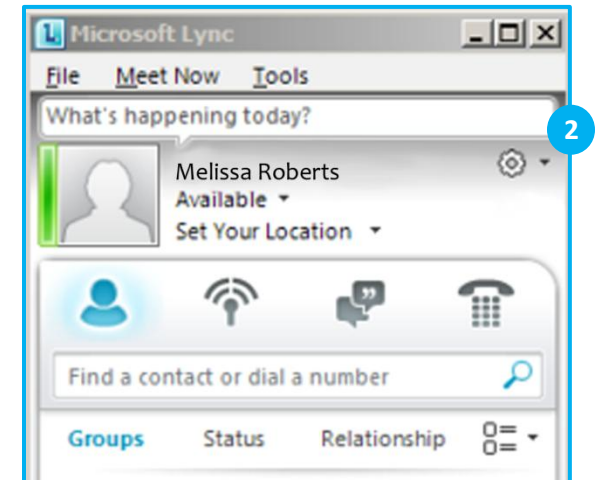 Microsoft Lync
File Meet Now Tools
What's happening today?
2
Melissa Roberts
Available
Set Your Location
Find a contact or dial a number
Groups Status Relationship